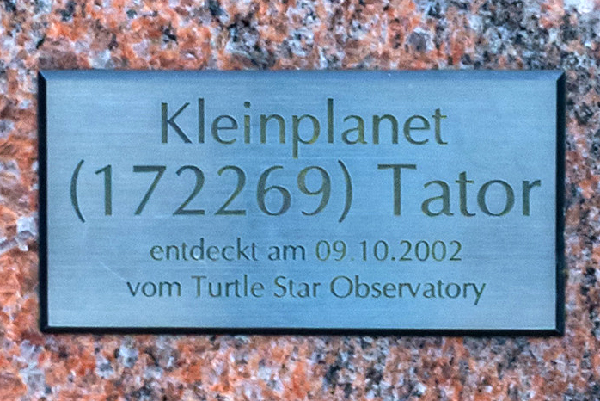 Kleinplanet
(172269) Tator
entdeckt am 09.10.2002
vom Turtle Star Observatory